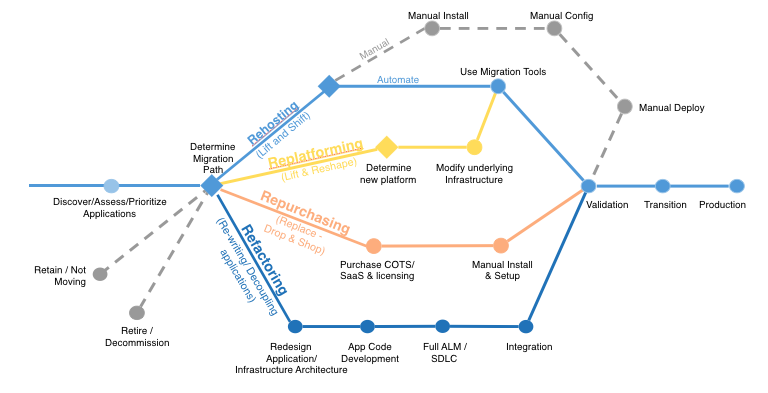 Manual Install
Manual Config
Manual
Automate
Use Migration Tools
Manual Deploy
Rehosting
(Lift and Shift)
Determine
Migration
Path
Replatforming
(Lift & Reshape)
Determine
new platform
Modify underlying
Infrastructure
Discover/Assess/Prioritize
Applications
Repurchasing
(Replace -
Drop & Shop)
Validation
Transition
Production
Refactoring
(Re-writing/ Decoupling
applications)
Purchase COTS/
SaaS & licensing
Manual Install
& Setup
Retain / Not
Moving
Retire /
Decommission
Redesign
Application/
Infrastructure Architecture
App Code
Development
Full ALM /
SDLC
Integration